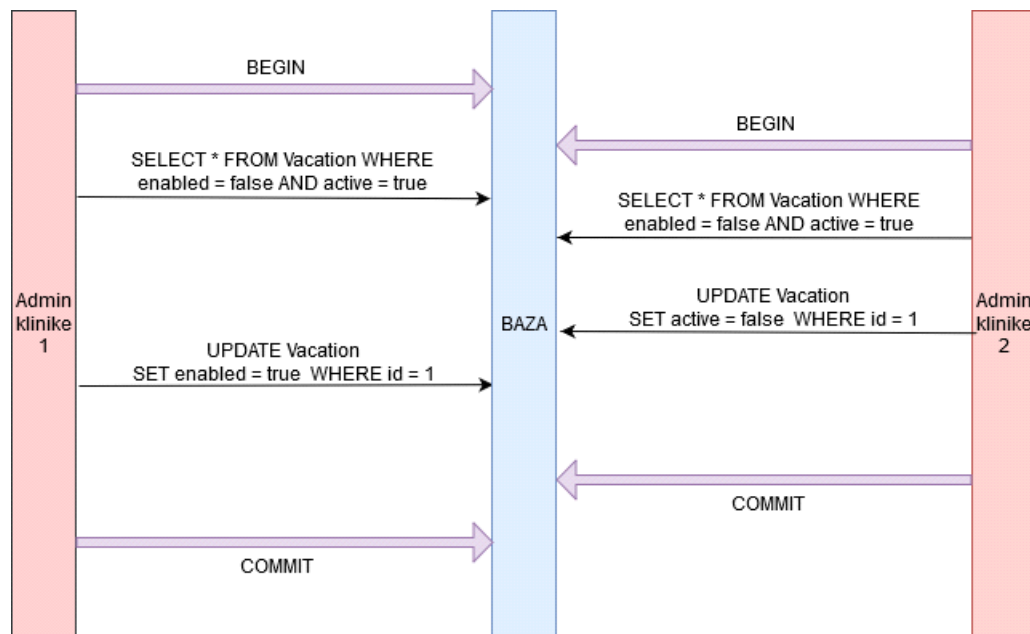 BEGIN
BEGIN
SELECT * FROM Vacation WHERE
enabled = false AND active = true
SELECT * FROM Vacation WHERE
enabled = false AND active = true
Admin
klinike
1
BAZA
UPDATE Vacation
SET active = false WHERE id = 1
Admin
klinike
2
UPDATE Vacation
SET enabled = true WHERE id = 1
COMMIT
COMMIT